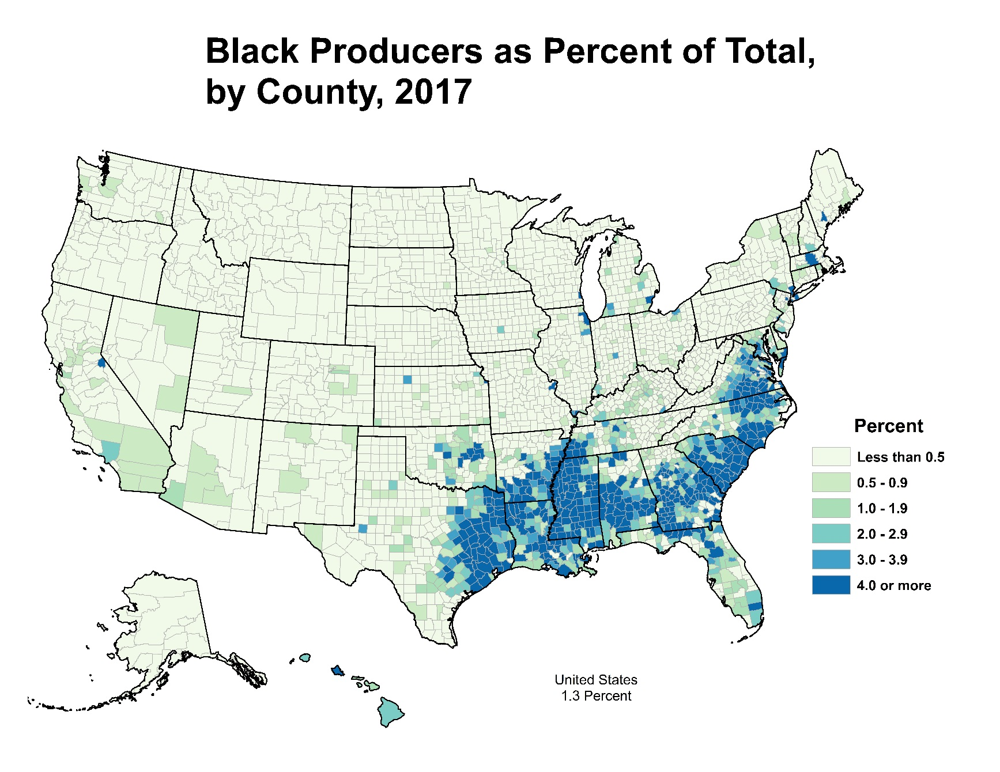 Black Producers as Percent of Total,
by County, 2017
Percent
Less than 0.5
0.5 - 0.9
1.0 - 1.9
2.0 - 2.9
3.0 - 3.9
4.0 or more
United States
1.3 Percent